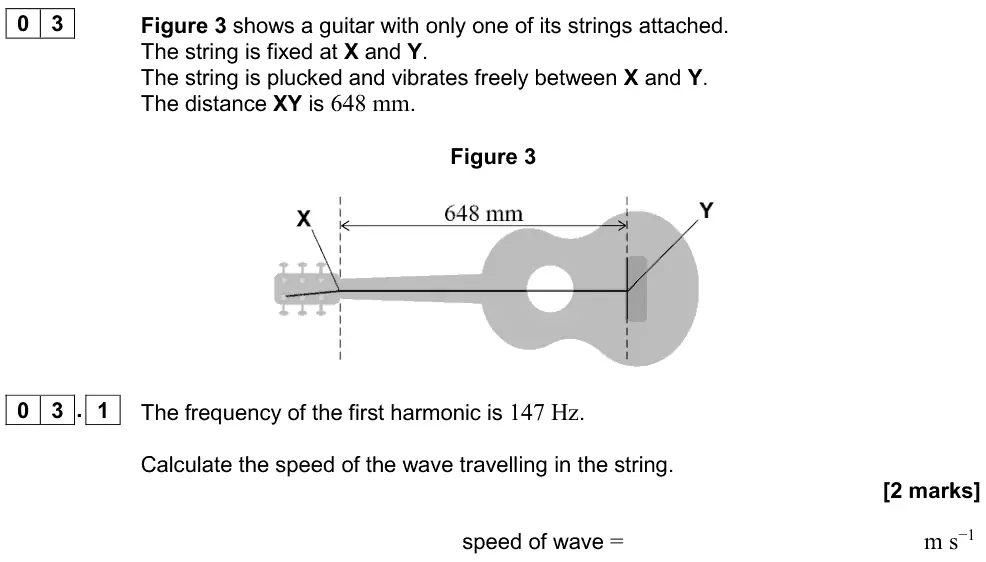 0 3
Figure 3 shows a guitar with only one of its strings attached.
The string is fixed at X and Y.
The string is plucked and vibrates freely between X and Y.
The distance XY is 648 mm.
Figure 3
X
648 mm
Y
0 3 . 1
The frequency of the first harmonic is 147 Hz.
Calculate the speed of the wave travelling in the string.
[2 marks]
speed of wave = m s⁻¹